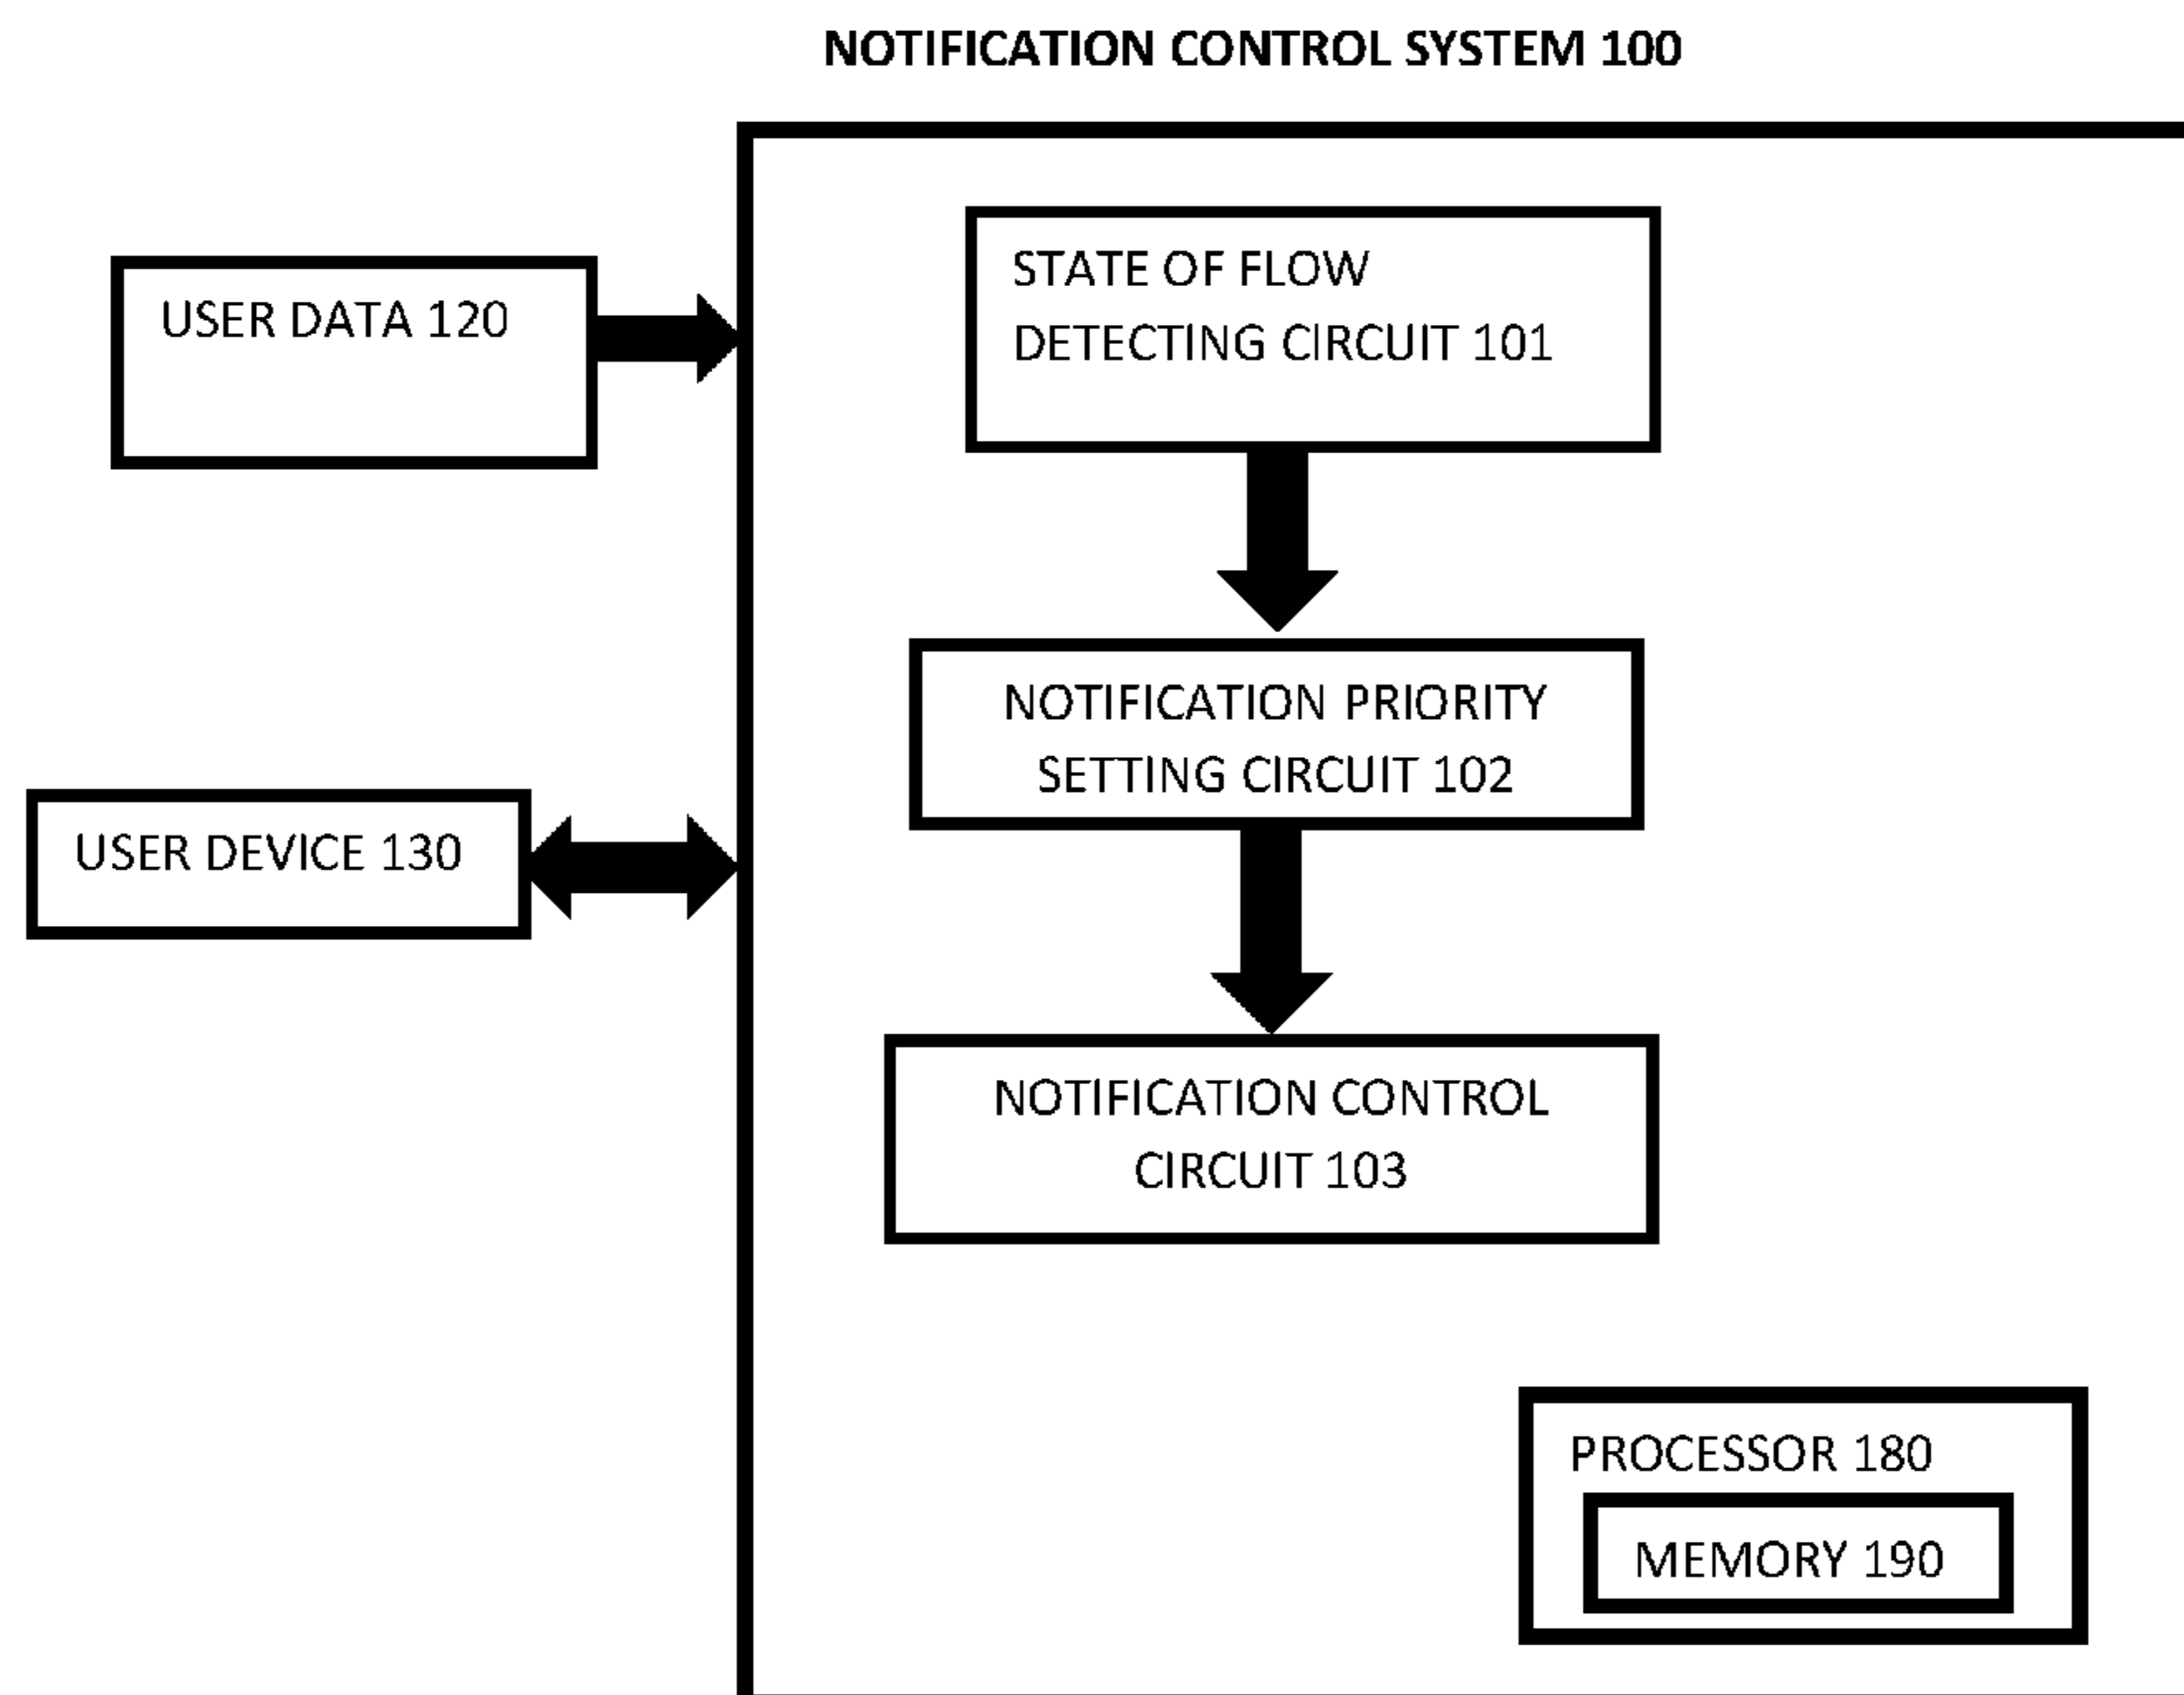 NOTIFICATION CONTROL SYSTEM 100
USER DATA 120
STATE OF FLOW
DETECTING CIRCUIT 101
NOTIFICATION PRIORITY
SETTING CIRCUIT 102
USER DEVICE 130
NOTIFICATION CONTROL
CIRCUIT 103
PROCESSOR 180
MEMORY 190